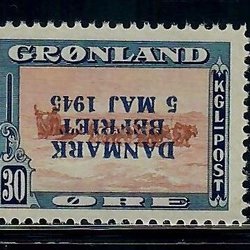 GRØNLAND
KGL-POST
DANMARK
BEFRIET
5 MAJ 1945
30
ØRE